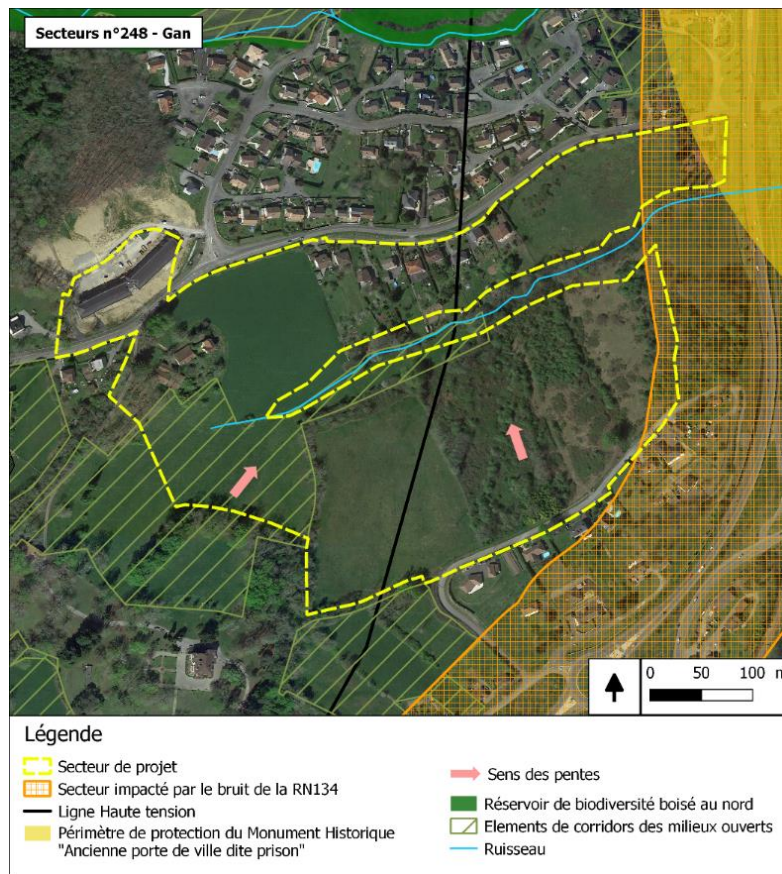 Secteurs n°248 - Gan
0 50 100 m
Légende
Secteur de projet
Secteur impacté par le bruit de la RN134
Ligne Haute tension
Périmètre de protection du Monument Historique
"Ancienne porte de ville dite prison"
Sens des pentes
Réservoir de biodiversité boisé au nord
Elements de corridors des milieux ouverts
Ruisseau